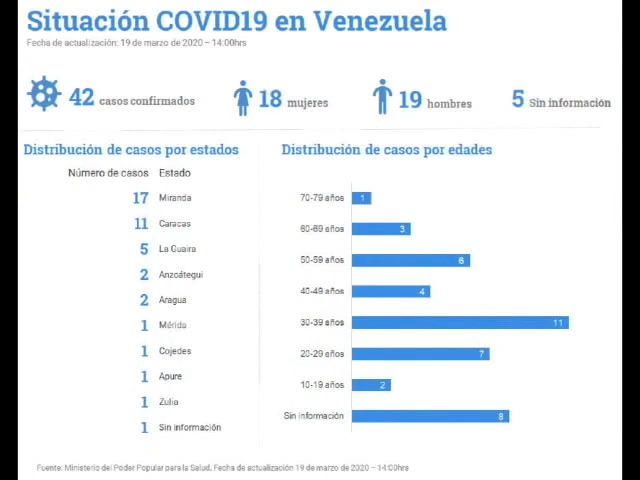 Situación COVID19 en Venezuela
Fecha de actualización: 19 de marzo de 2020 – 14:00hrs
42 casos confirmados
18 mujeres
19 hombres
5 Sin información
Distribución de casos por estados
Número de casos Estado
17 Miranda
11 Caracas
5 La Guaira
2 Anzoátegui
2 Aragua
1 Mérida
1 Cojedes
1 Apure
1 Zulia
1 Sin información
Distribución de casos por edades
70-79 años 1
60-69 años 3
50-59 años 6
40-49 años 4
30-39 años 11
20-29 años 7
10-19 años 2
Sin información 8
Fuente: Ministerio del Poder Popular para la Salud. Fecha de actualización 19 de marzo de 2020 – 14:00hrs